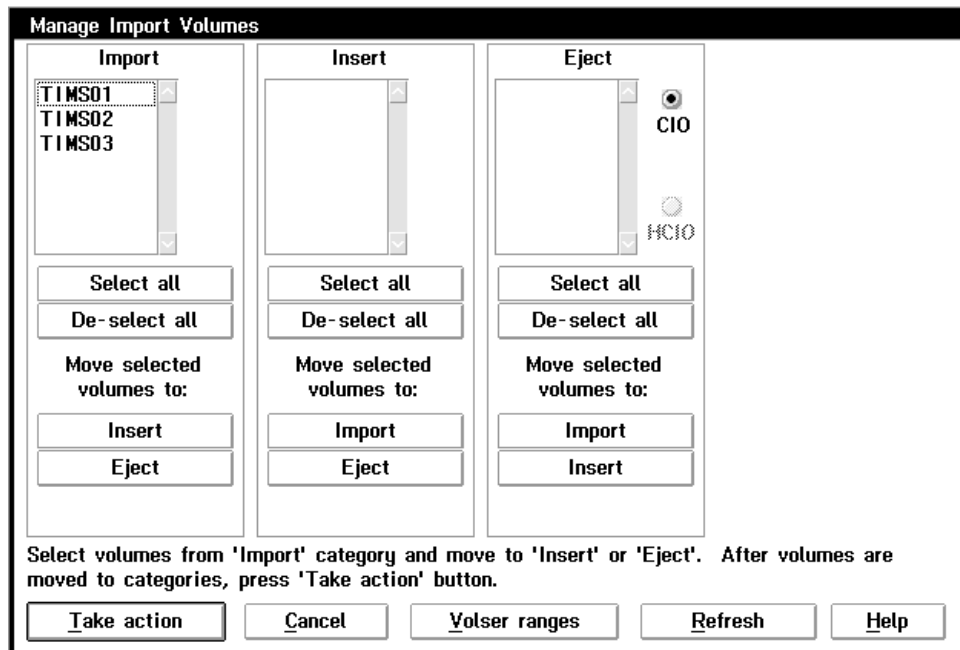 Manage Import Volumes
Import
TIMS01
TIMS02
TIMS03
Select all
De-select all
Move selected
volumes to:
Insert
Eject
Insert
Select all
De-select all
Move selected
volumes to:
Import
Eject
Eject
CIO
HCIO
Select all
De-select all
Move selected
volumes to:
Import
Insert
Select volumes from 'Import' category and move to 'Insert' or 'Eject'. After volumes are
moved to categories, press 'Take action' button.
Take action Cancel Volser ranges Refresh Help